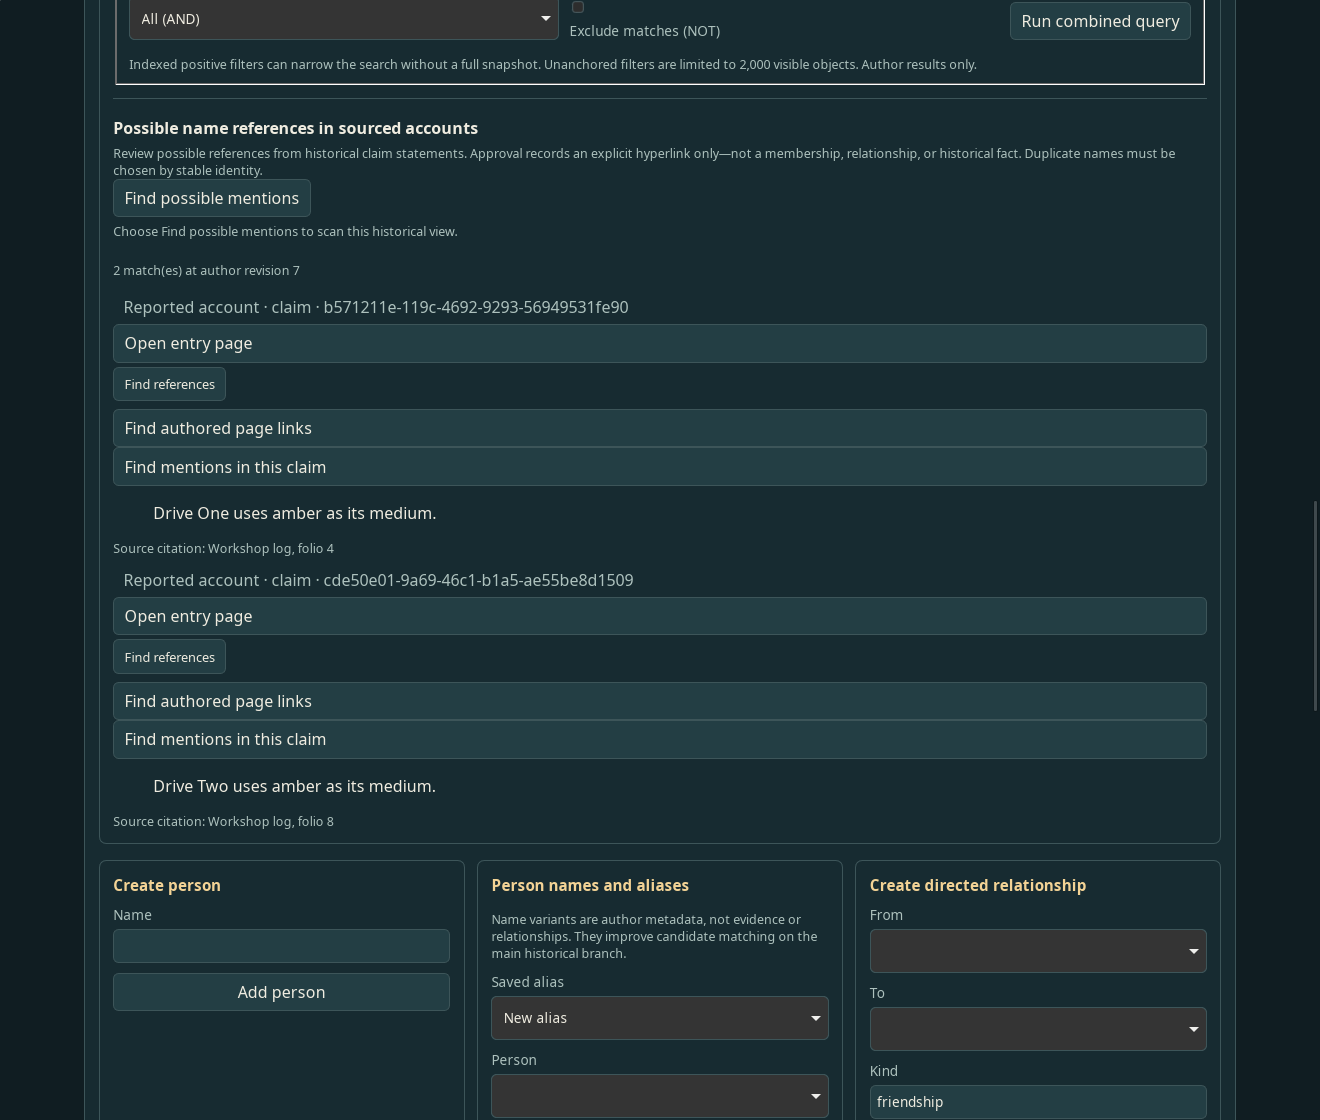 All (AND)
Exclude matches (NOT)
Run combined query
Indexed positive filters can narrow the search without a full snapshot. Unanchored filters are limited to 2,000 visible objects. Author results only.
Possible name references in sourced accounts
Review possible references from historical claim statements. Approval records an explicit hyperlink only—not a membership, relationship, or historical fact. Duplicate names must be
chosen by stable identity.
Find possible mentions
Choose Find possible mentions to scan this historical view.
2 match(es) at author revision 7
Reported account · claim · b571211e-119c-4692-9293-56949531fe90
Open entry page
Find references
Find authored page links
Find mentions in this claim
Drive One uses amber as its medium.
Source citation: Workshop log, folio 4
Reported account · claim · cde50e01-9a69-46c1-b1a5-ae55be8d1509
Open entry page
Find references
Find authored page links
Find mentions in this claim
Drive Two uses amber as its medium.
Source citation: Workshop log, folio 8
Create person
Name
Add person
Person names and aliases
Name variants are author metadata, not evidence or
relationships. They improve candidate matching on the
main historical branch.
Saved alias
New alias
Person
Create directed relationship
From
To
Kind
friendship